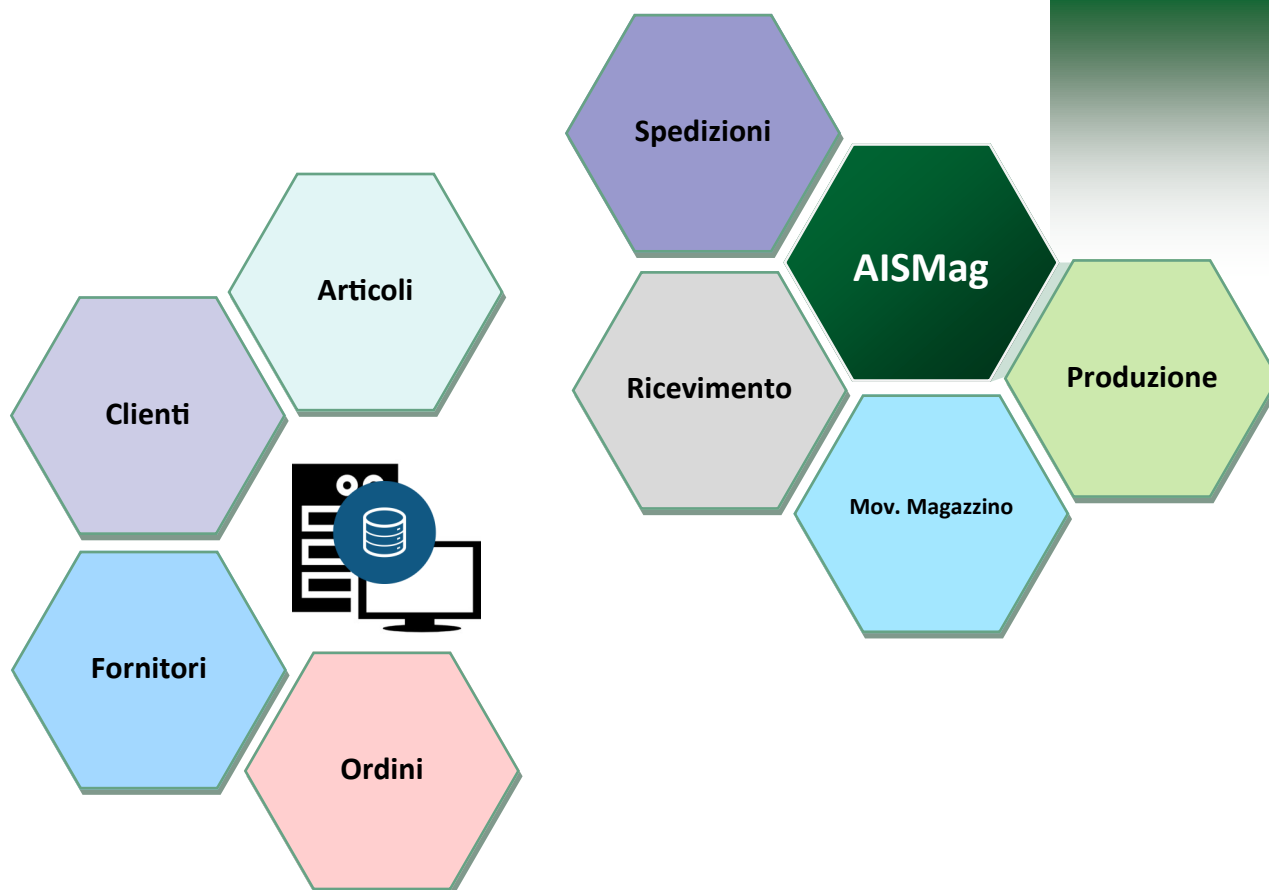 Spedizioni
AISMag
Articoli
Produzione
Ricevimento
Clienti
Mov. Magazzino
Fornitori
Ordini